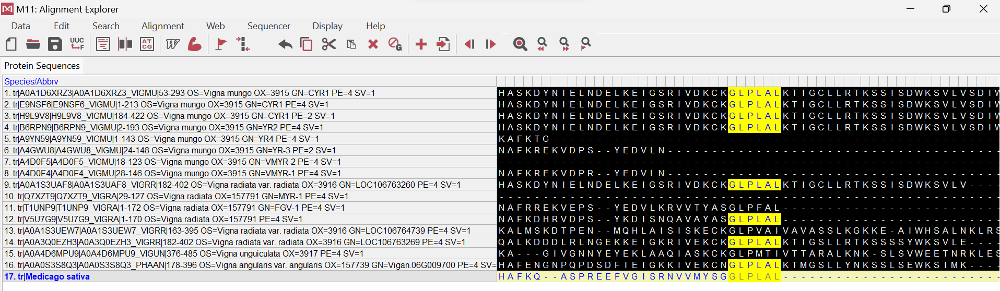 M11: Alignment Explorer
Data Edit Search Alignment Web Sequencer Display Help
UUC F AT CG W G
Protein Sequences
Species/Abbrv
1. tr|A0A1D6XRZ3|A0A1D6XRZ3_VIGMU|53-293 OS=Vigna mungo OX=3915 GN=CYR1 PE=4 SV=1 HASKDYNIELNDELKEIGSRIVDKCKGLPLALKTIGCLLRTKSSISDWKSVLVSDIW
2. tr|E9NSF6|E9NSF6_VIGMU|1-213 OS=Vigna mungo OX=3915 GN=CYR1 PE=4 SV=1 HASKDYNIELNDELKEIGSRIVDKCKGLPLALKTIGCLLRTKSSISDWKSVLVSDIW
3. tr|H9L9V8|H9L9V8_VIGMU|184-422 OS=Vigna mungo OX=3915 GN=CYR1 PE=2 SV=1 HASKDYNIELNDELKEIGSRIVDKCKGLPLALKTIGCLLRTKSSISDWKSVLVSDIW
4. tr|B6RPN9|B6RPN9_VIGMU|2-193 OS=Vigna mungo OX=3915 GN=YR2 PE=4 SV=1 HASKDYNIELNDELKEIGSRIVDKCKGLPLALKTIGCLLRTKSSISDWKSVLVSDIW
5. tr|A9YN59|A9YN59_VIGMU|1-143 OS=Vigna mungo OX=3915 GN=YR4 PE=4 SV=1 KAFKTG---------------------------------------------------
6. tr|A4GWU8|A4GWU8_VIGMU|24-148 OS=Vigna mungo OX=3915 GN=YR-3 PE=2 SV=1 NAFKREKVDPS--YEDVLN--------------------------------------
7. tr|A4D0F5|A4D0F5_VIGMU|18-123 OS=Vigna mungo OX=3915 GN=VMYR-2 PE=4 SV=1 ---------------------------------------------------------
8. tr|A4D0F4|A4D0F4_VIGMU|28-146 OS=Vigna mungo OX=3915 GN=VMYR-1 PE=4 SV=1 NAFKREKVDPR--YEDVLN--------------------------------------
9. tr|A0A1S3UAF8|A0A1S3UAF8_VIGRR|182-402 OS=Vigna radiata var. radiata OX=3916 GN=LOC106763260 PE=4 SV=1 HASKDYNIELNDELKEIGSRIVDKCKGLPLALKTIGCLLRTKSSISDWKSVLV----
10. tr|Q7XZT9|Q7XZT9_VIGRA|29-127 OS=Vigna radiata OX=157791 GN=MYR-1 PE=4 SV=1 ---------------------------------------------------------
11. tr|T1UNP9|T1UNP9_VIGRA|1-172 OS=Vigna radiata OX=157791 GN=FGV-1 PE=4 SV=1 NAFRREKVEPS--YEDVLKRVVTYASGLPFAL-------------------------
12. tr|V5U7G9|V5U7G9_VIGRA|1-170 OS=Vigna radiata OX=157791 PE=4 SV=1 NAFKDHRVDPS--YKDISNQAVAYASGLPLAL-------------------------
13. tr|A0A1S3UEW7|A0A1S3UEW7_VIGRR|163-395 OS=Vigna radiata var. radiata OX=3916 GN=LOC106764739 PE=4 SV=1 KALMSKDTPEN--MQHLAISISKECKGLPVAIVAVASSLKGKKE-AIWHSALNKLRS
14. tr|A0A3Q0EZH3|A0A3Q0EZH3_VIGRR|182-402 OS=Vigna radiata var. radiata OX=3916 GN=LOC106763269 PE=4 SV=1 QALKDDDLRLNGEKKEIGKRIVEKCKGLPLALKTIGSLLRTKSSSSYWKSVLE----
15. tr|A0A4D6MPU9|A0A4D6MPU9_VIGUN|376-485 OS=Vigna unguiculata OX=3917 PE=4 SV=1 KA---GIVGNNYEYEKLAAQIASKCKGLPMTIVTTARALKNK-SLSVWEETNRKLES
16. tr|A0A0S3S8Q3|A0A0S3S8Q3_PHAAN|178-396 OS=Vigna angularis var. angularis OX=157739 GN=Vigan.06G009700 PE=4 SV= HAFENGNPQPDSDFIEIGKKIVEKCNGLPLALKTMGSLLYNKSSLSEWKSIMK----
17. tr|Medicago sativa HAFKQ--ASPREEFVGISRNVVMYSGGLPLAL-------------------------